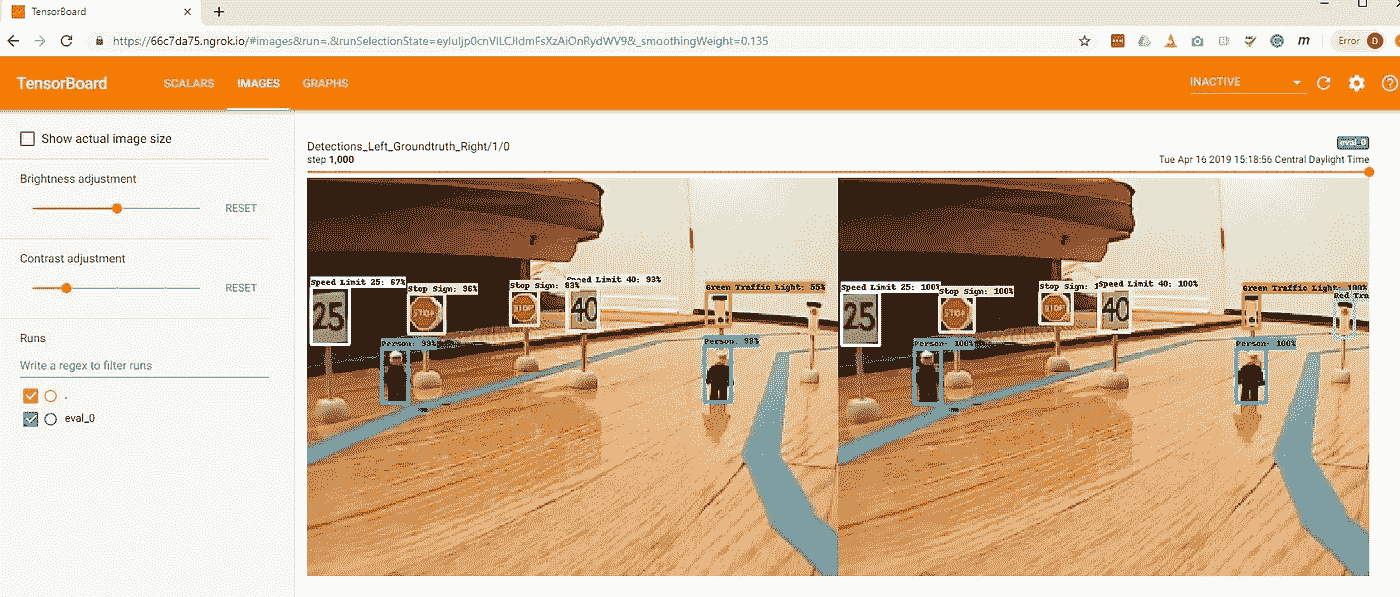 TensorBoard
https://66c7da75.ngrok.io/#images&run=.&runSelectionState=
&_smoothingWeight=0.135
m
Error D
TensorBoard
SCALARS
IMAGES
GRAPHS
INACTIVE
Show actual image size
Brightness adjustment
RESET
Contrast adjustment
RESET
Runs
Write a regex to filter runs
.
eval_0
Detections_Left_Groundtruth_Right/1/0
eval_0
step 1,000
Tue Apr 16 2019 15:18:56 Central Daylight Time
Speed Limit 25: 67%
Stop Sign: 96%
Stop Sign: 83%
Speed Limit 40: 93%
Green Traffic Light: 55%
25
STOP
STOP
40
Person: 99%
Person: 98%
Speed Limit 25: 100%
Stop Sign: 100%
Stop Sign: 1
Speed Limit 40: 100%
Green Traffic Light: 100%
Red Tra
25
STOP
STOP
40
Person: 100%
Person: 100%